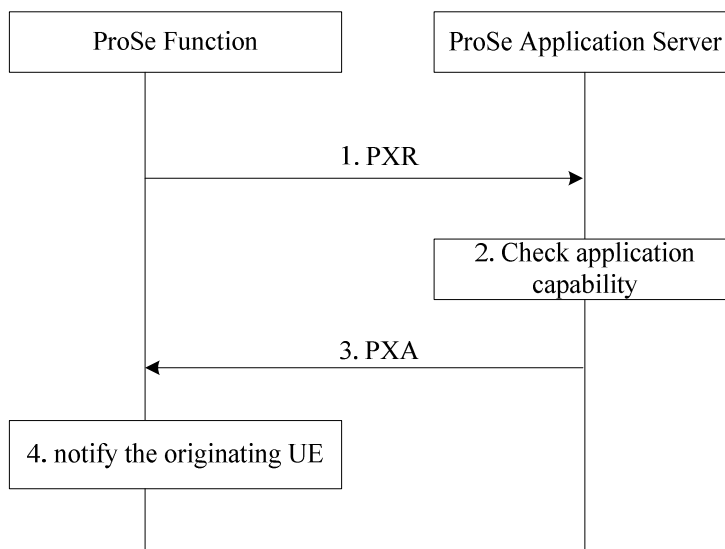 ProSe Function
ProSe Application Server
1. PXR
2. Check application
capability
3. PXA
4. notify the originating UE